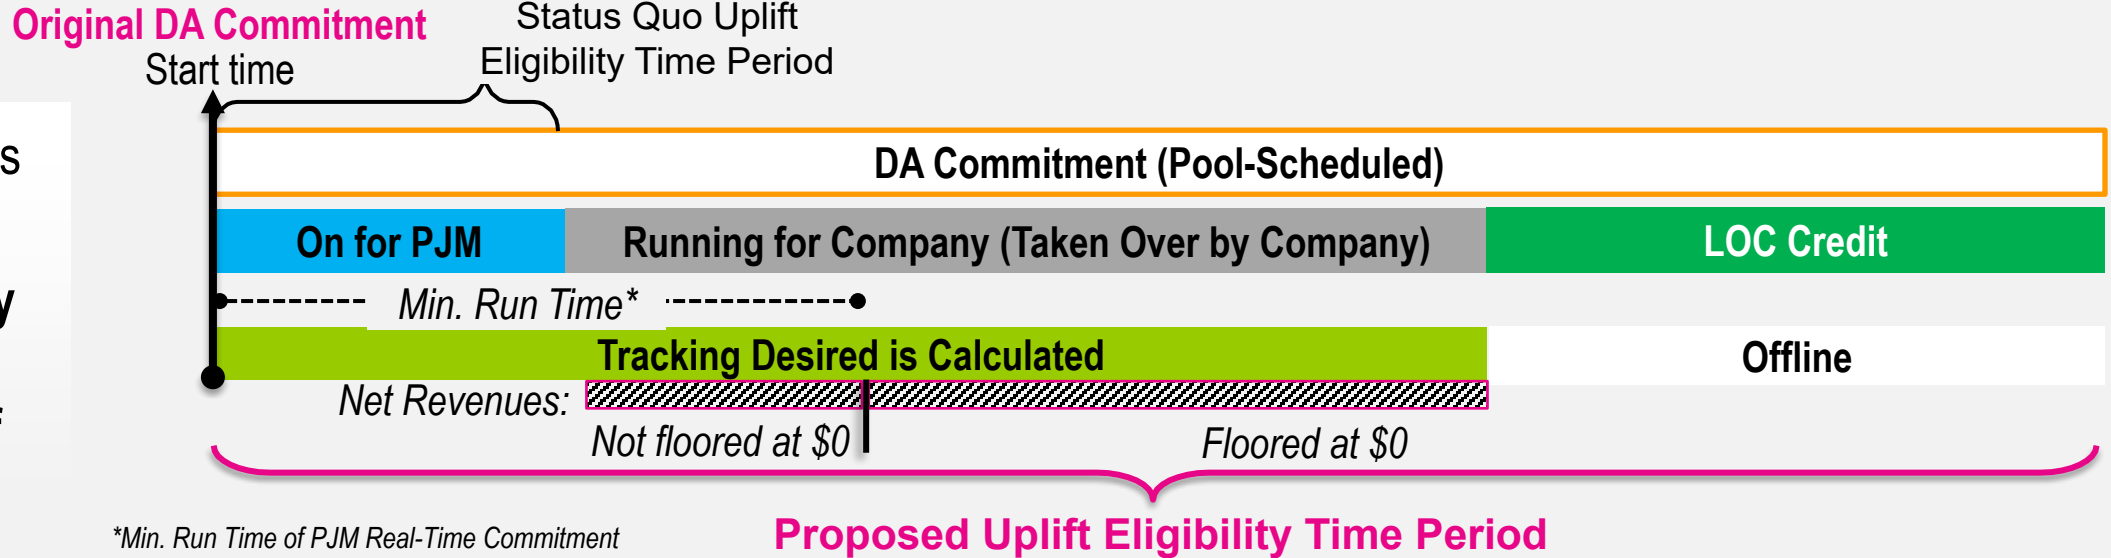 Original DA Commitment
Status Quo Uplift
Eligibility Time Period
Start time
s
DA Commitment (Pool-Scheduled)
On for PJM
Running for Company (Taken Over by Company)
LOC Credit
y
Min. Run Time*
Tracking Desired is Calculated
Offline
Net Revenues:
Not floored at $0
Floored at $0
*Min. Run Time of PJM Real-Time Commitment
Proposed Uplift Eligibility Time Period